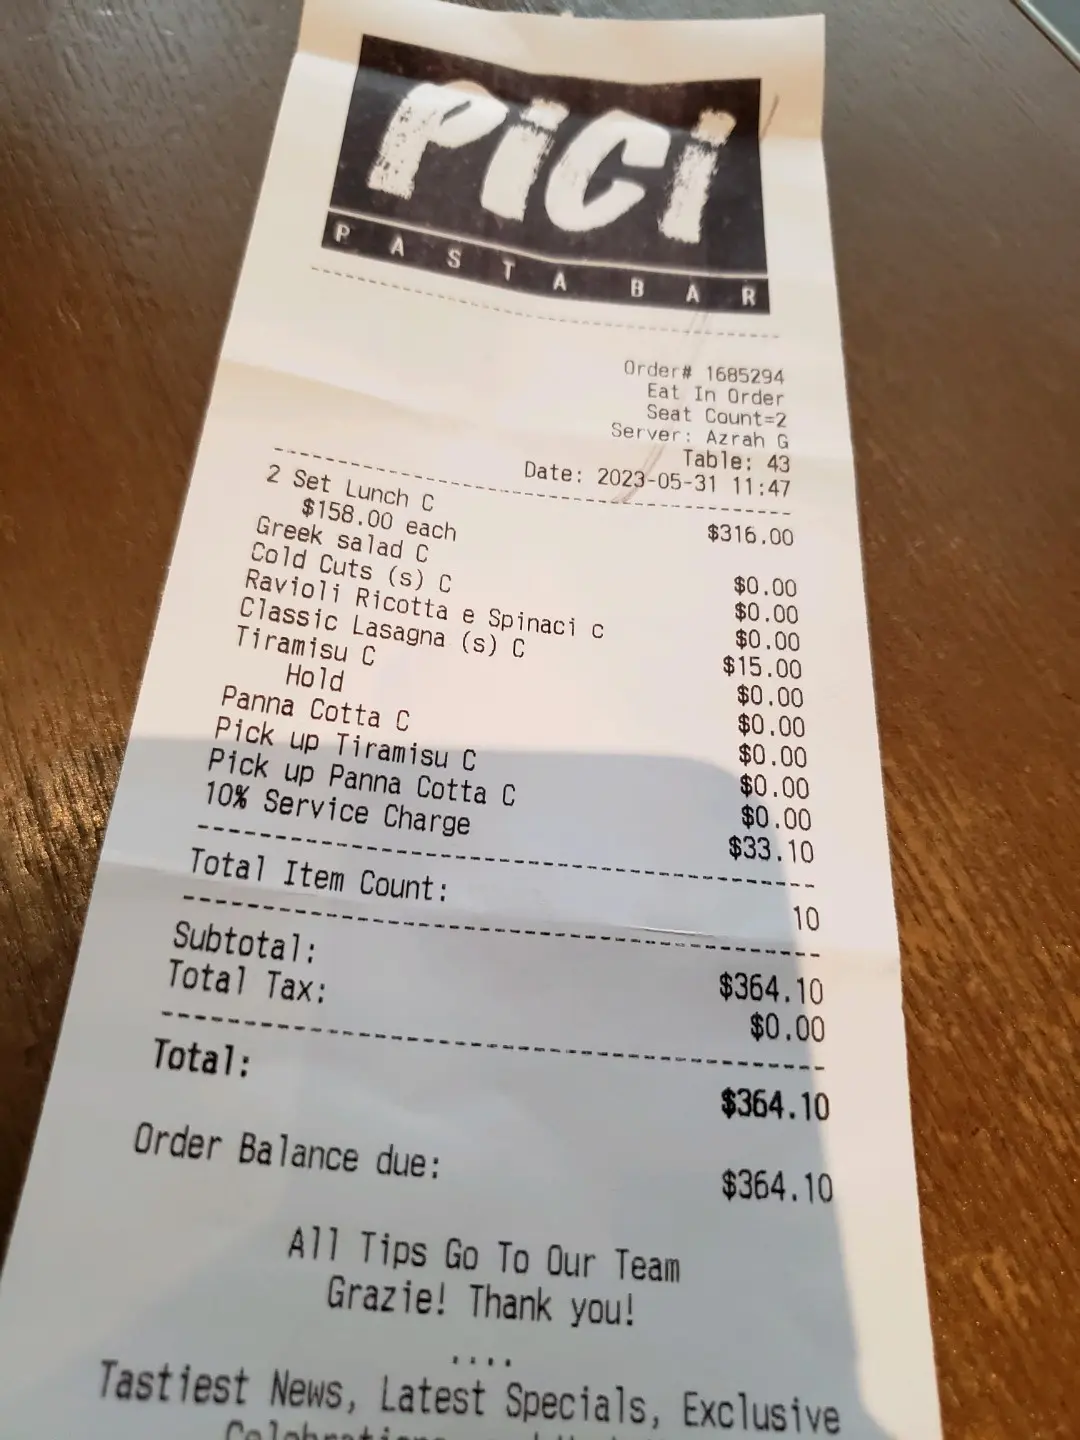 PiCi
PASTA BAR
Order# 1685294
Eat In Order
Seat Count=2
Server: Azrah G
Table: 43
Date: 2023-05-31 11:47
2 Set Lunch C $316.00
$158.00 each
Greek salad C $0.00
Cold Cuts (s) C $0.00
Ravioli Ricotta e Spinaci C $0.00
Classic Lasagna (s) C $15.00
Tiramisu C $0.00
Hold $0.00
Panna Cotta C $0.00
Pick up Tiramisu C $0.00
Pick up Panna Cotta C $0.00
10% Service Charge $33.10
Total Item Count: 10
Subtotal: $364.10
Total Tax: $0.00
Total: $364.10
Order Balance due: $364.10
All Tips Go To Our Team
Grazie! Thank you!
....
Tastiest News, Latest Specials, Exclusive